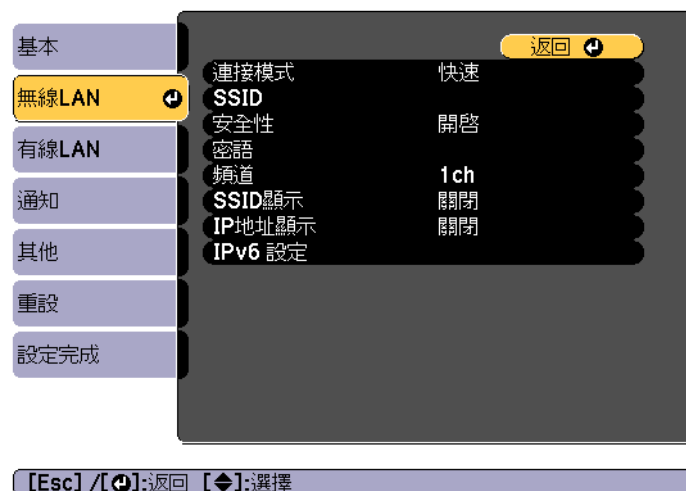 基本
無線LAN
有線LAN
通知
其他
重設
設定完成
返回
連接模式 快速
SSID
安全性 開啓
密語
頻道 1ch
SSID顯示 關閉
IP地址顯示 關閉
IPv6 設定
[Esc] /[ ]:返回 [ ]:選擇